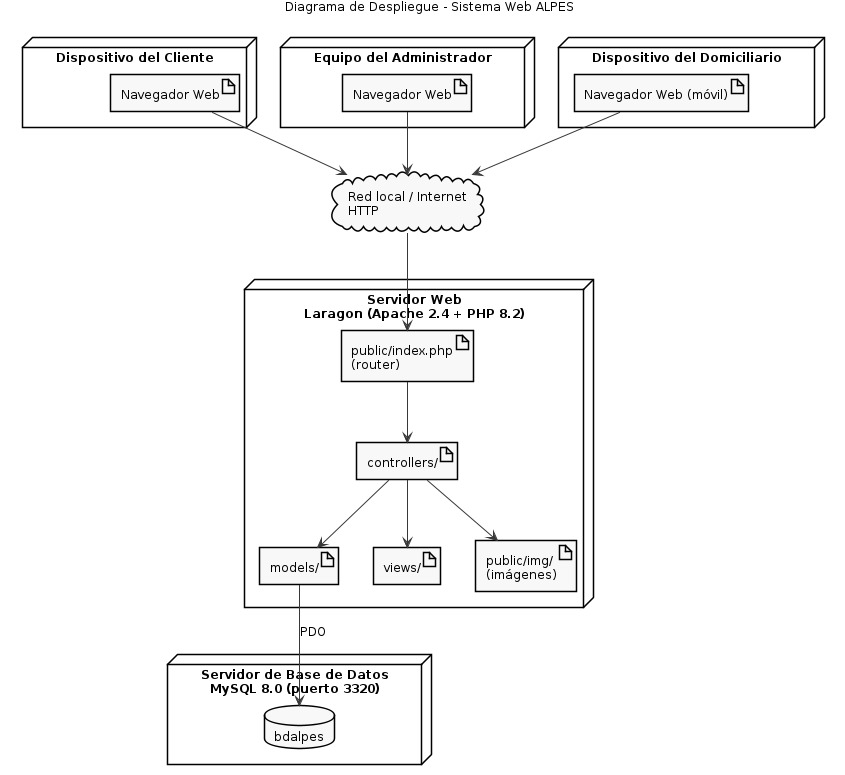 Diagrama de Despliegue - Sistema Web ALPES
Dispositivo del Cliente
Navegador Web
Equipo del Administrador
Navegador Web
Dispositivo del Domiciliario
Navegador Web (móvil)
Red local / Internet
HTTP
Servidor Web
Laragon (Apache 2.4 + PHP 8.2)
public/index.php
(router)
controllers/
models/
views/
public/img/
(imágenes)
PDO
Servidor de Base de Datos
MySQL 8.0 (puerto 3320)
bdalpes